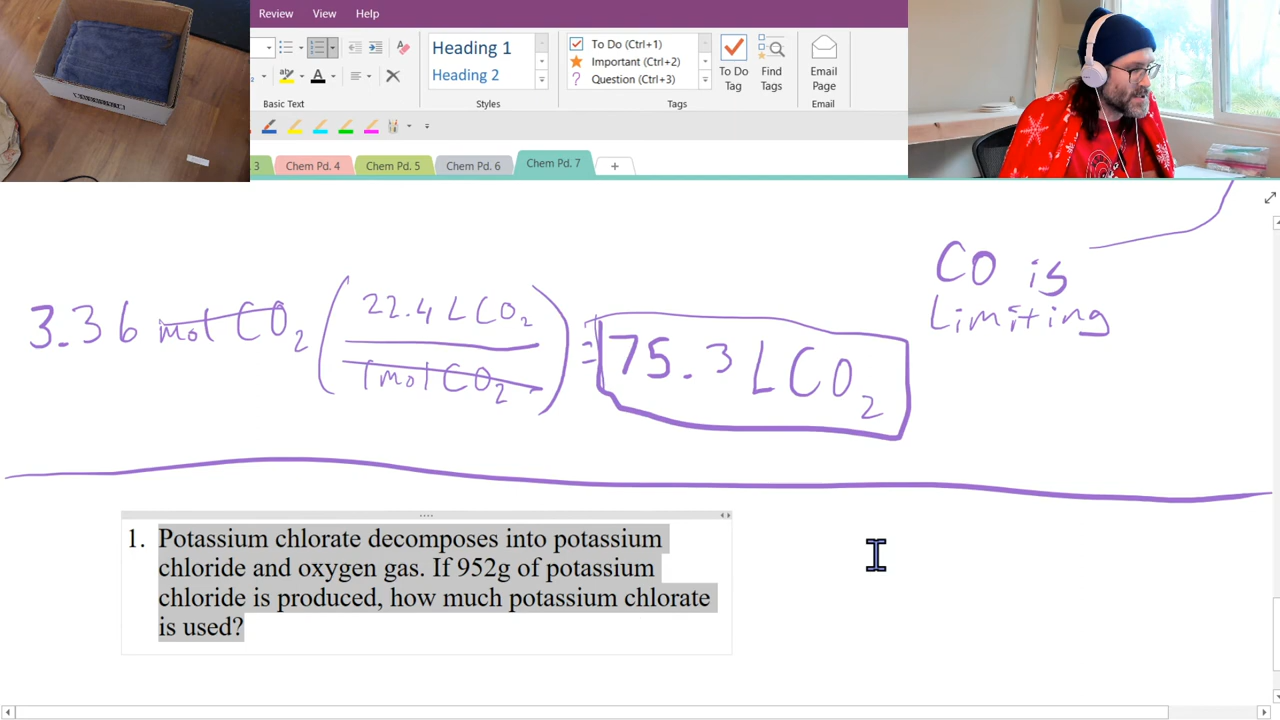 Review View Help
Heading 1
Heading 2
To Do (Ctrl+1)
Important (Ctrl+2)
Question (Ctrl+3)
To Do
Tag
Find
Tags
Email
Page
Basic Text
Styles
Tags
Email
3 Chem Pd. 4 Chem Pd. 5 Chem Pd. 6 Chem Pd. 7 +
CO is
Limiting
3.36 mol CO2 ( 22.4 L CO2
1 mol CO2 ) = 75.3 L CO2
1. Potassium chlorate decomposes into potassium
chloride and oxygen gas. If 952g of potassium
chloride is produced, how much potassium chlorate
is used?